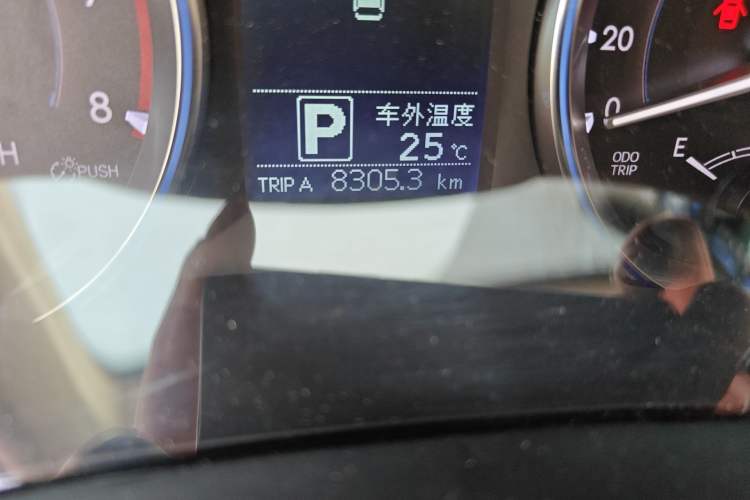 8
H
PUSH
P
车外温度
25 ℃
TRIP A 8305.3 km
20
0
ODO
TRIP
E